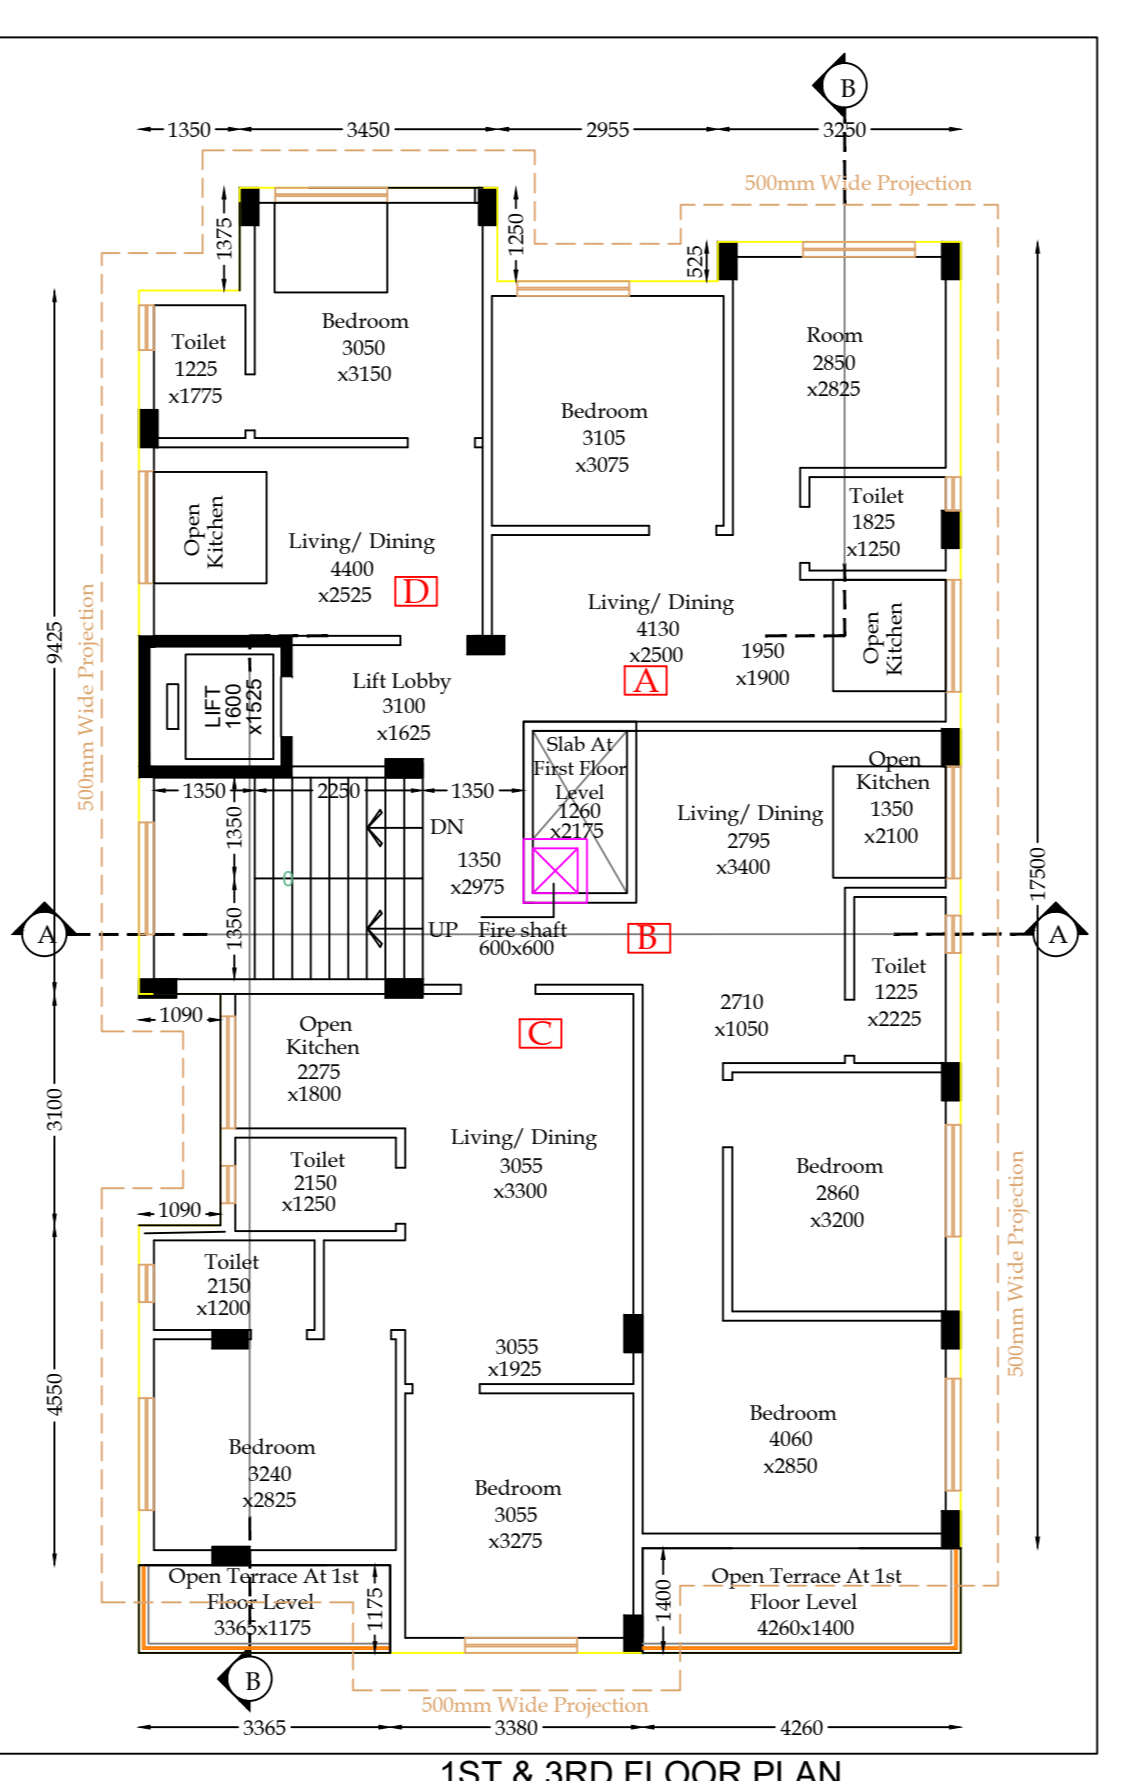 B
1350
3450
2955
3250
500mm Wide Projection
1375
1250
525
Bedroom
3050
x3150
Toilet
1225
x1775
Room
2850
x2825
Bedroom
3105
x3075
Toilet
1825
x1250
Open
Kitchen
Living/ Dining
4400
x2525
D
Living/ Dining
4130
x2500
A
1950
x1900
Open
Kitchen
9425
500mm Wide Projection
LIFT
1600
x1525
Lift Lobby
3100
x1625
Slab At
First Floor
Level
1260
x2175
Open
Kitchen
1350
x2100
Living/ Dining
2795
x3400
1350
2250
1350
1350
DN
1350
x2975
17500
A
1350
UP
Fire shaft
600x600
B
A
Toilet
1225
x2225
2710
x1050
1090
Open
Kitchen
2275
x1800
C
3100
Living/ Dining
3055
x3300
Toilet
2150
x1250
Bedroom
2860
x3200
1090
500mm Wide Projection
Toilet
2150
x1200
3055
x1925
4550
Bedroom
4060
x2850
Bedroom
3240
x2825
Bedroom
3055
x3275
Open Terrace At 1st
Floor Level
3365x1175
1175
1400
Open Terrace At 1st
Floor Level
4260x1400
B
500mm Wide Projection
3365
3380
4260
1ST & 3RD FLOOR PLAN